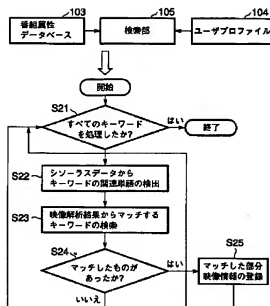 103
105
104
番組属性
データベース
検索部
ユーザプロファイル
開始
S21
すべてのキーワード
を処理したか?
はい
終了
S22
シソーラスデータから
キーワードの関連単語の検出
S23
映像解析結果からマッチする
キーワードの検索
S24
S25
マッチしたものが
あったか?
はい
マッチした部分
映像情報の登録
いいえ